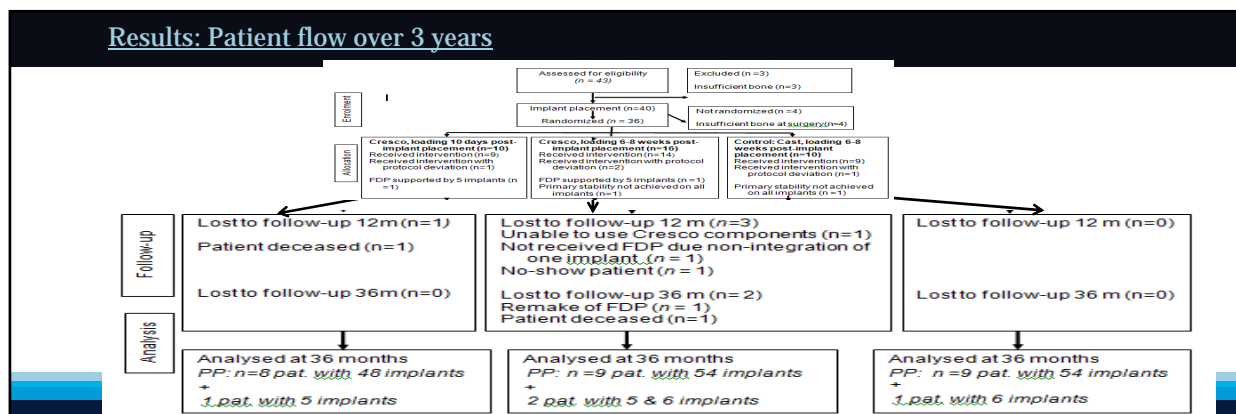 Results: Patient flow over 3 years
Assessed for eligibility
(n = 43)
Excluded (n =3)
Insufficient bone (n=3)
Enrolment
Implant placement (n=40)
Randomized (n = 36)
Not randomized (n =4)
Insufficient bone at surgery(n=4)
Allocation
Cresco, loading 10 days post-
implant placement (n=10)
Received intervention(n=9)
Received intervention with
protocol deviation (n=1)
FDP supported by 5 implants (n
=1)
Cresco, loading 6-8 weeks post-
implant placement (n=16)
Received intervention (n=14)
Received intervention with protocol
deviation (n=2)
FDP supported by 5 implants (n=1)
Primary stability not achieved on all
implants (n=1)
Control: Cast, loading 6-8
weeks post-implant
placement (n=10)
Received intervention (n=9)
Received intervention with
protocol deviation (n=1)
Primary stability not achieved
on all implants (n=1)
Follow-up
Lost to follow-up 12m (n=1)
Patient deceased (n=1)
Lost to follow-up 36m (n=0)
Lost to follow-up 12 m (n=3)
Unable to use Cresco components (n=1)
Not received FDP due non-integration of
one implant (n = 1)
No-show patient (n = 1)
Lost to follow-up 36 m (n= 2)
Remake of FDP (n = 1)
Patient deceased (n=1)
Lost to follow-up 12 m (n=0)
Lost to follow-up 36 m (n=0)
Analysis
Analysed at 36 months
PP: n=8 pat. with 48 implants
+
1 pat. with 5 implants
Analysed at 36 months
PP: n =9 pat. with 54 implants
+
2 pat. with 5 & 6 implants
Analysed at 36 months
PP: n =9 pat. with 54 implants
+
1 pat. with 6 implants